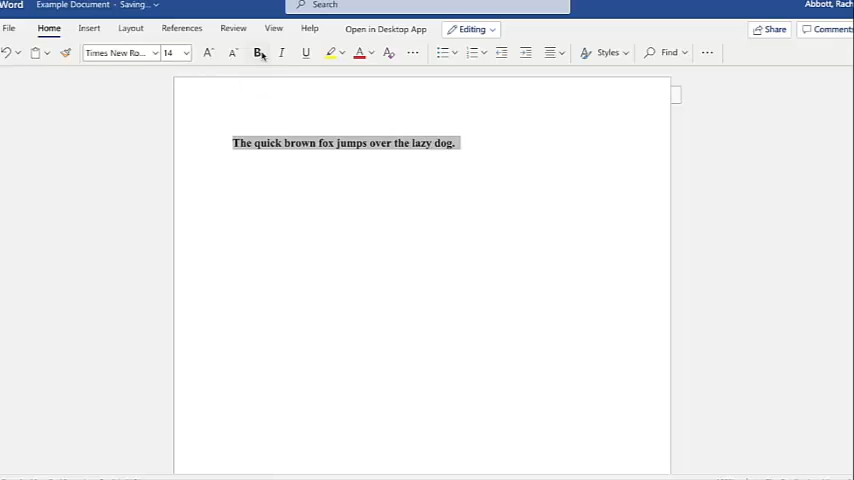 Word Example Document - Saving... Search Abbott, Rach
File Home Insert Layout References Review View Help Open in Desktop App Editing Share Comments
Times New Ro... 14 A A B I U A A ... Styles Find ...
The quick brown fox jumps over the lazy dog.